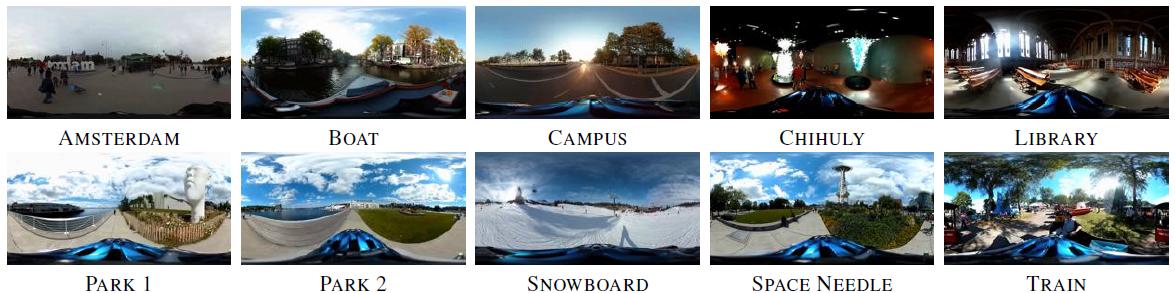 AMSTERDAM BOAT CAMPUS CHIHULY LIBRARY
PARK 1 PARK 2 SNOWBOARD SPACE NEEDLE TRAIN